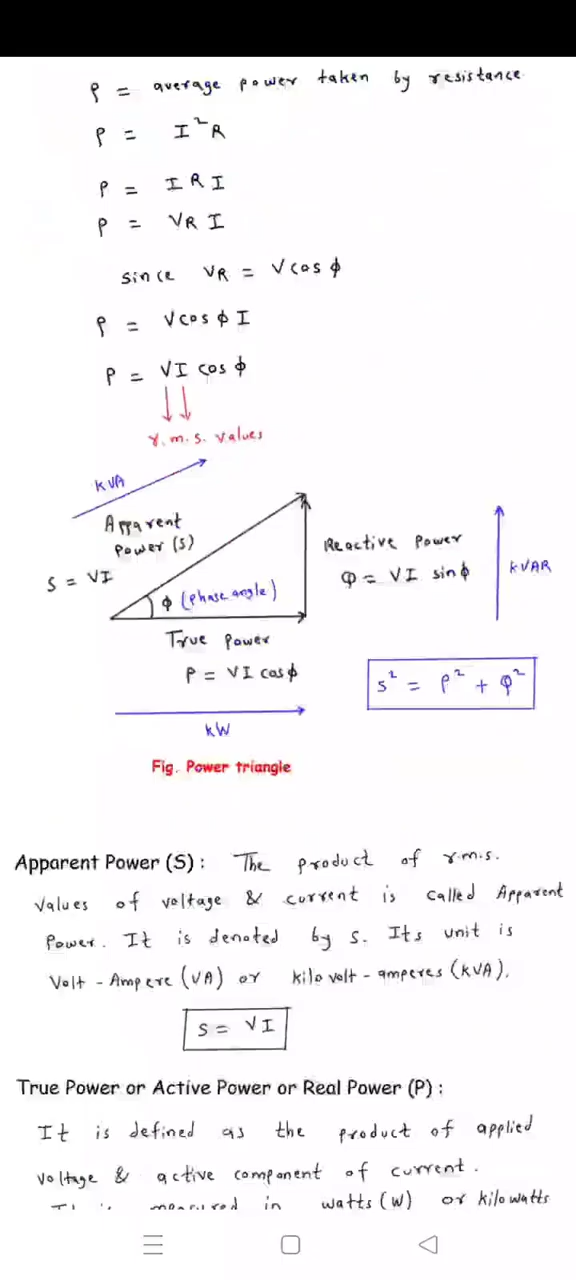 P = average power taken by resistance
P = I²R
P = I R I
P = VR I
since VR = V cos ϕ
P = V cos ϕ I
P = VI cos ϕ
r.m.s. values
kVA
Apparent
Power (S)
S = VI
ϕ (phase angle)
Reactive Power
Q = VI sin ϕ
kVAR
True Power
P = VI cos ϕ
S² = P² + Q²
kW
Fig. Power triangle
Apparent Power (S) : The product of r.m.s.
values of voltage & current is called Apparent
Power. It is denoted by S. Its unit is
Volt - Ampere (VA) or kilo volt - amperes (kVA).
S = VI
True Power or Active Power or Real Power (P) :
It is defined as the product of applied
voltage & active component of current.
It is measured in watts (W) or kilowatts